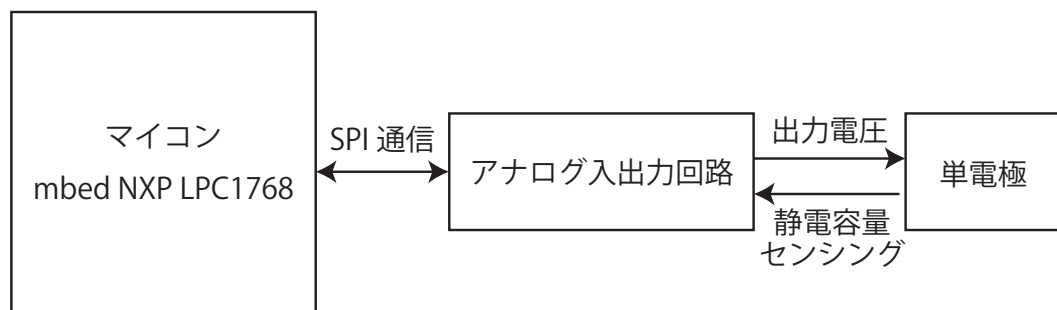 マイコン
mbed NXP LPC1768
SPI 通信
アナログ入出力回路
出力電圧
静電容量
センシング
単電極